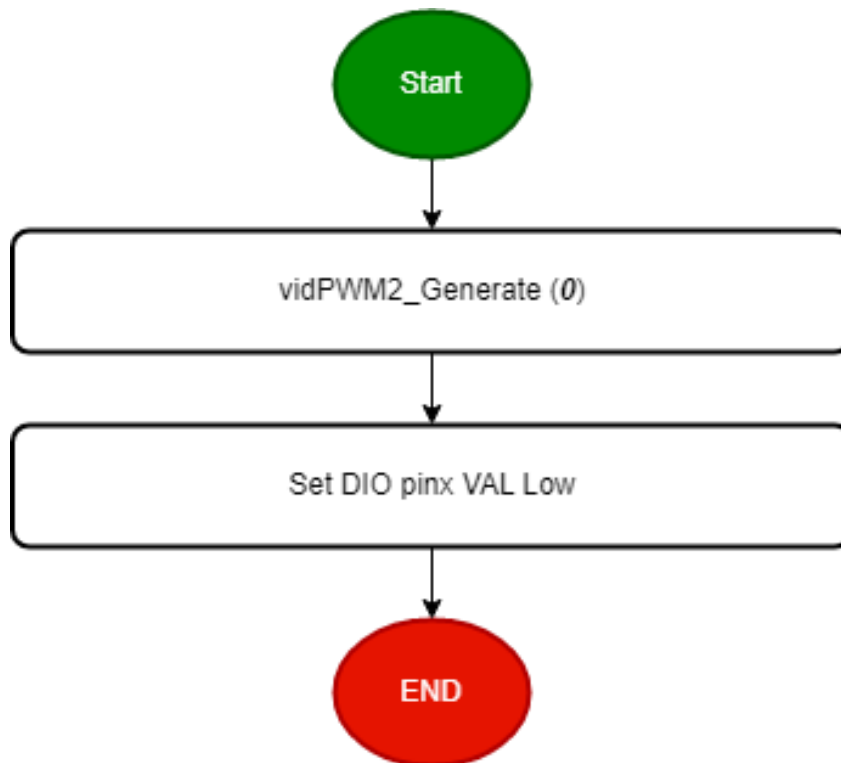 Start
vidPWM2_Generate (0)
Set DIO pinx VAL Low
END